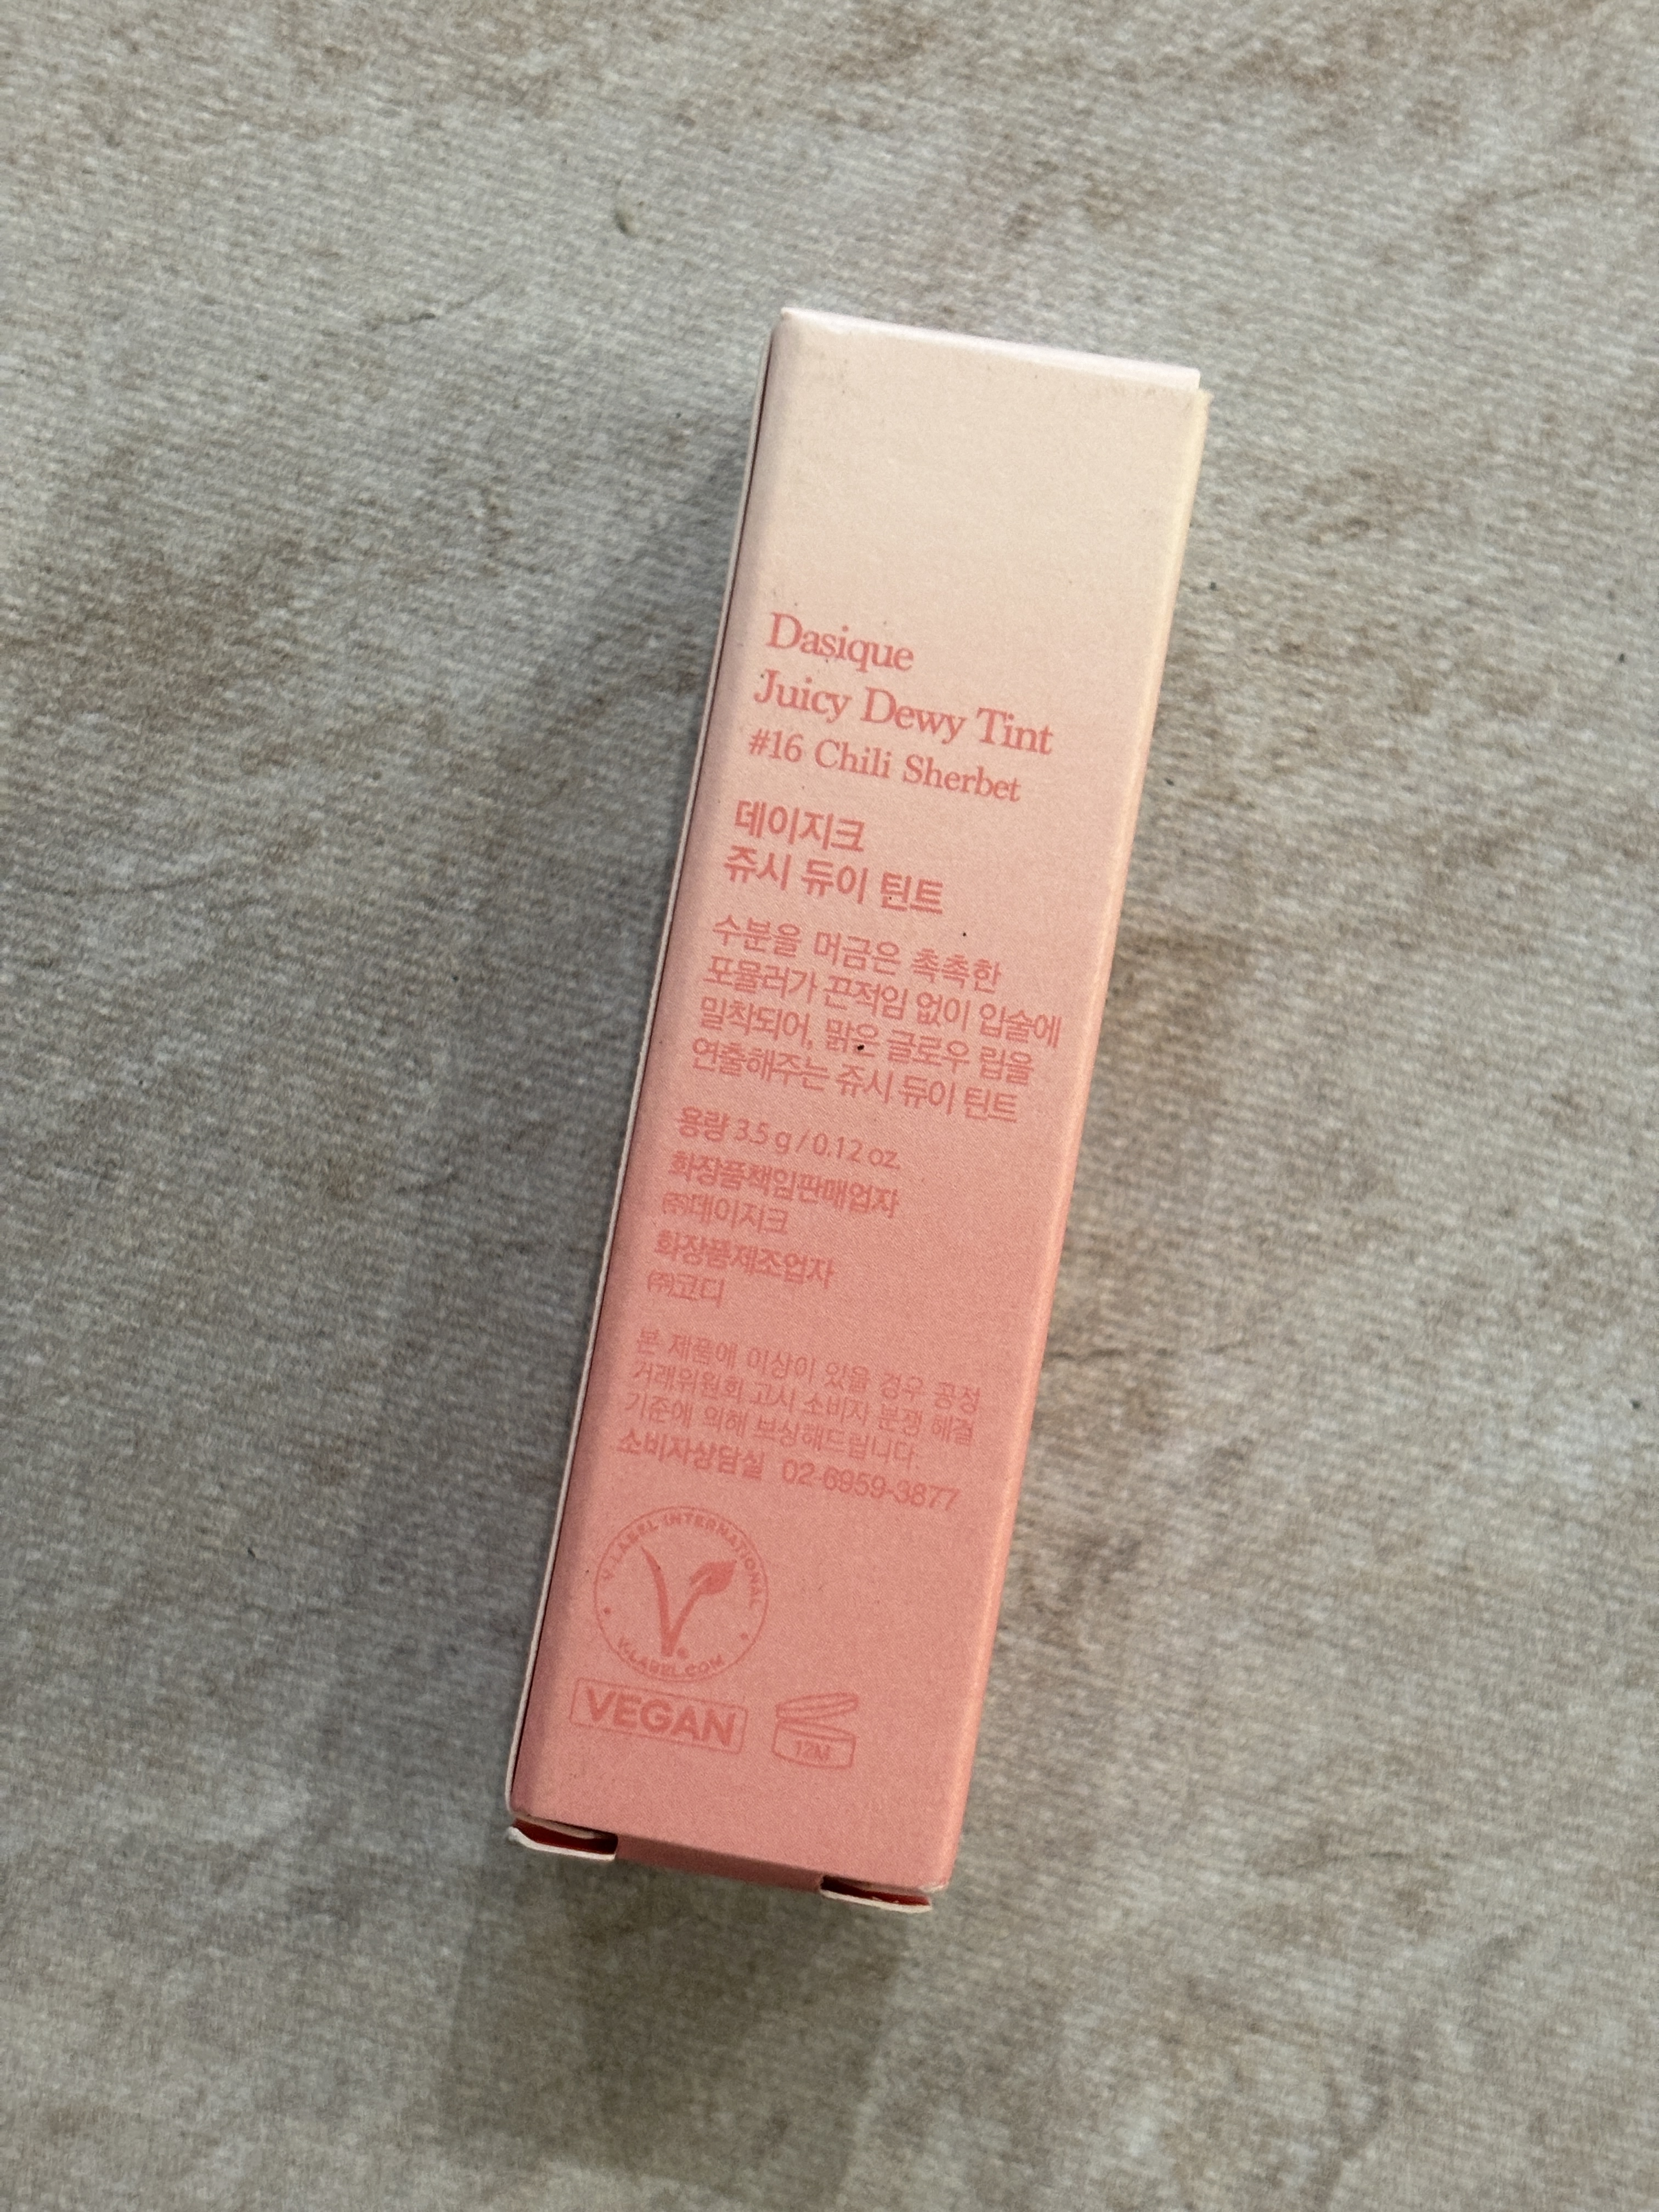 Dasique
Juicy Dewy Tint
#16 Chili Sherbet
데이지크
쥬시 듀이 틴트
수분을 머금은 촉촉한
포뮬러가 끈적임 없이 입술에
밀착되어, 맑은 글로우 립을
연출해주는 쥬시 듀이 틴트
용량 3.5 g / 0.12 oz.
화장품책임판매업자
㈜데이지크
화장품제조업자
㈜코디
본 제품에 이상이 있을 경우 공정
거래위원회 고시 소비자 분쟁 해결
기준에 의해 보상해드립니다.
소비자상담실 02-6959-3877
V-LABEL INTERNATIONAL
V-LABEL.COM
VEGAN
12M